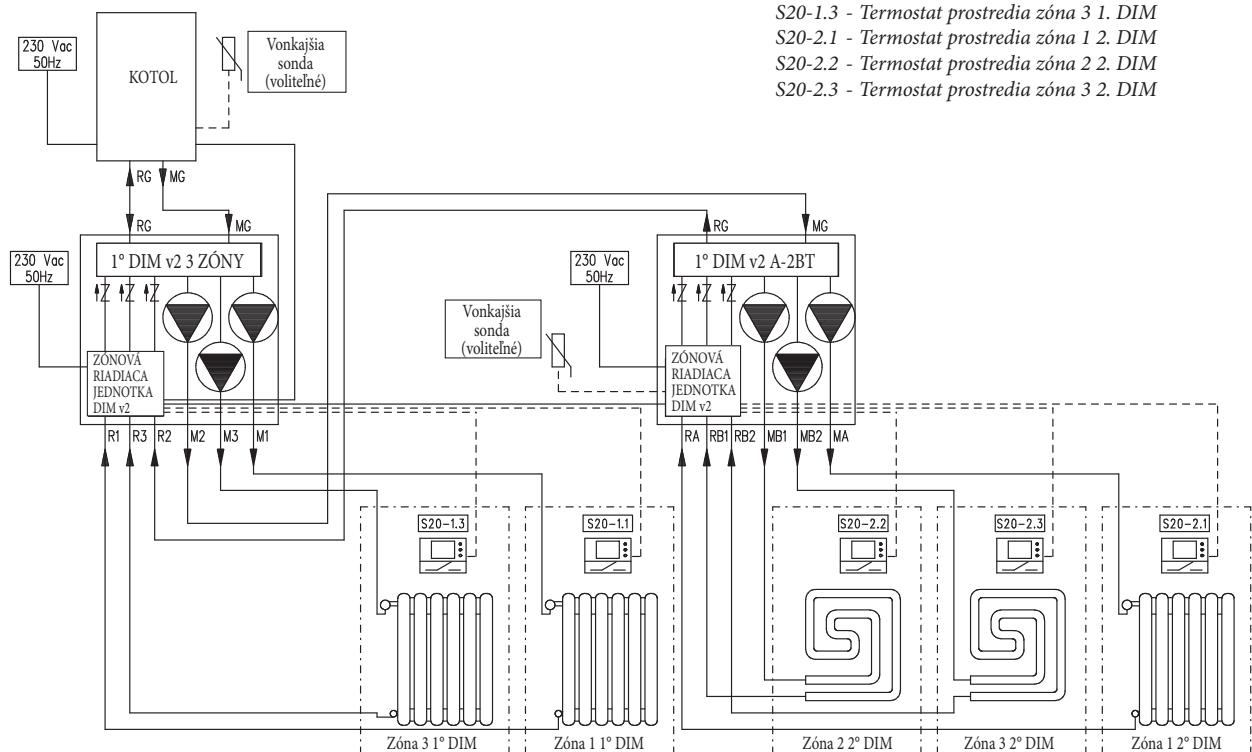 S20-1.3 - Termostat prostredia zóna 3 1. DIM
S20-2.1 - Termostat prostredia zóna 1 2. DIM
S20-2.2 - Termostat prostredia zóna 2 2. DIM
S20-2.3 - Termostat prostredia zóna 3 2. DIM
230 Vac
50Hz
KOTOL
Vonkajšia
sonda
(voliteľné)
RG MG
RG MG
RG MG
230 Vac
50Hz
1° DIM v2 3 ZÓNY
230 Vac
50Hz
1° DIM v2 A-2BT
Vonkajšia
sonda
(voliteľné)
ZÓNOVÁ
RIADIACA
JEDNOTKA
DIM v2
ZÓNOVÁ
RIADIACA
JEDNOTKA
DIM v2
R1 R3 R2 M2 M3 M1
RA RB1 RB2 MB1 MB2 MA
S20-1.3
S20-1.1
S20-2.2
S20-2.3
S20-2.1
Zóna 3 1° DIM
Zóna 1 1° DIM
Zóna 2 2° DIM
Zóna 3 2° DIM
Zóna 1 2° DIM